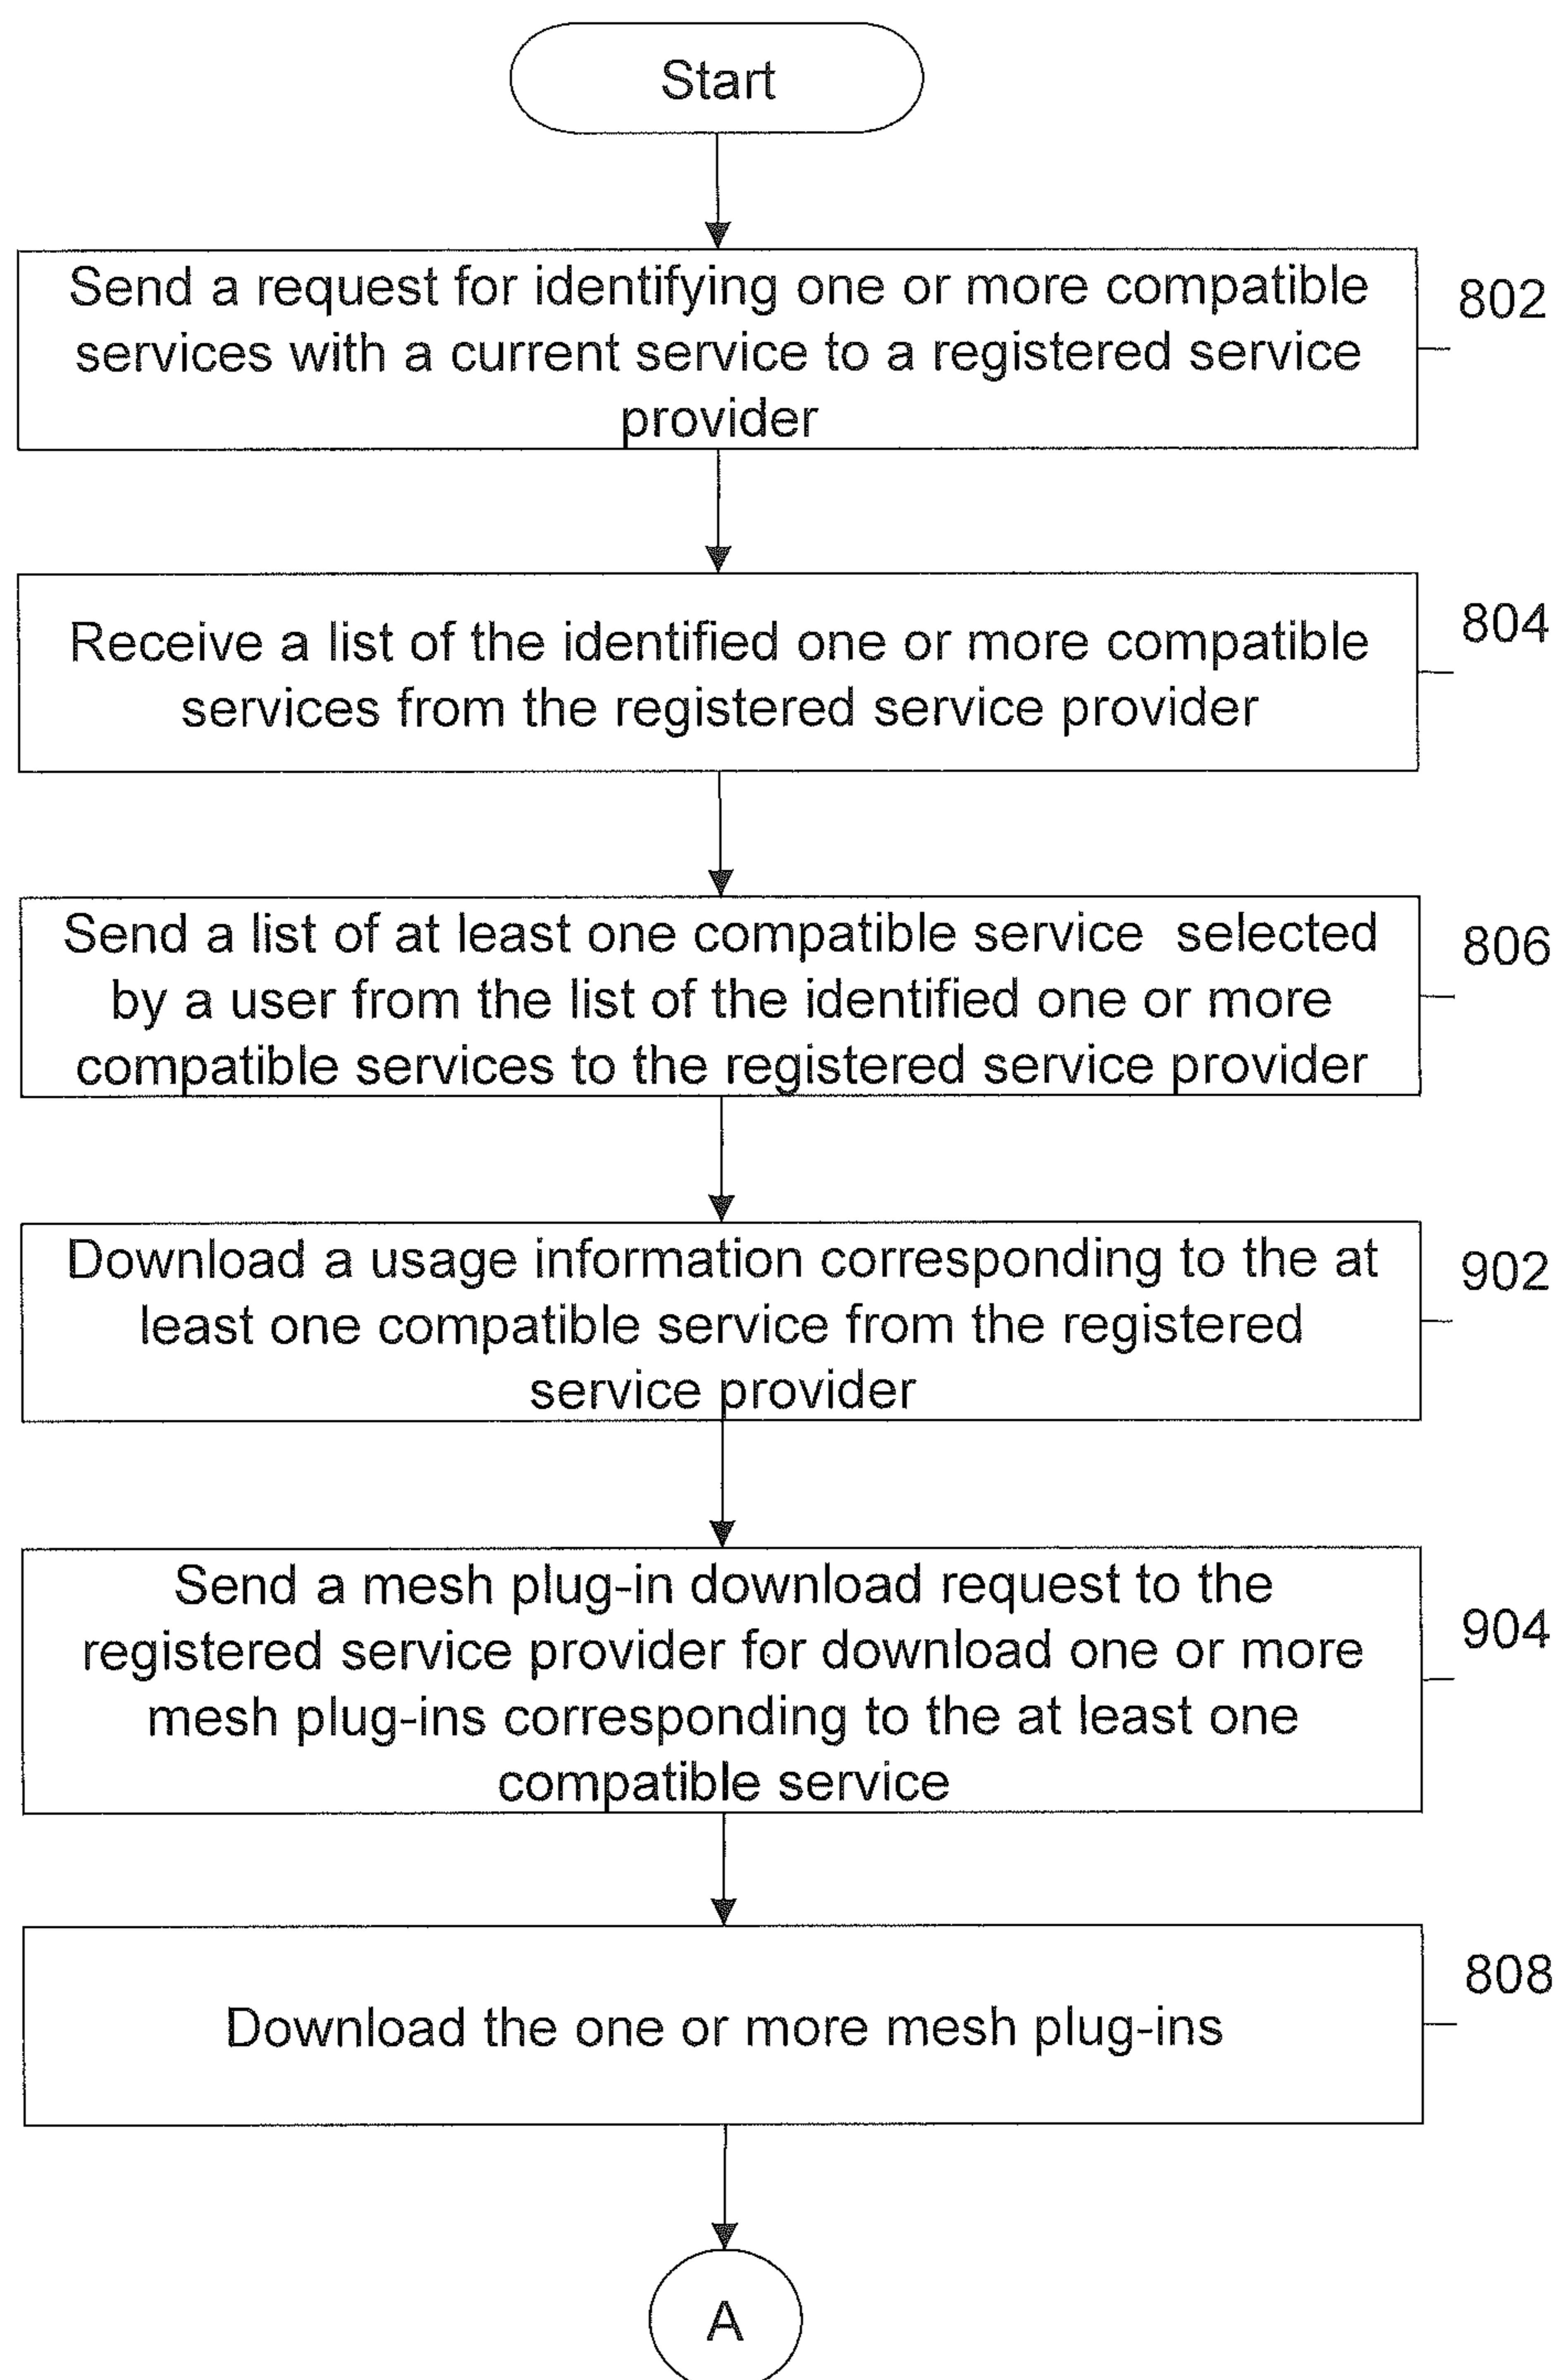 Start
Send a request for identifying one or more compatible
services with a current service to a registered service
provider
802
Receive a list of the identified one or more compatible
services from the registered service provider
804
Send a list of at least one compatible service selected
by a user from the list of the identified one or more
compatible services to the registered service provider
806
Download a usage information corresponding to the at
least one compatible service from the registered
service provider
902
Send a mesh plug-in download request to the
registered service provider for download one or more
mesh plug-ins corresponding to the at least one
compatible service
904
Download the one or more mesh plug-ins
808
A